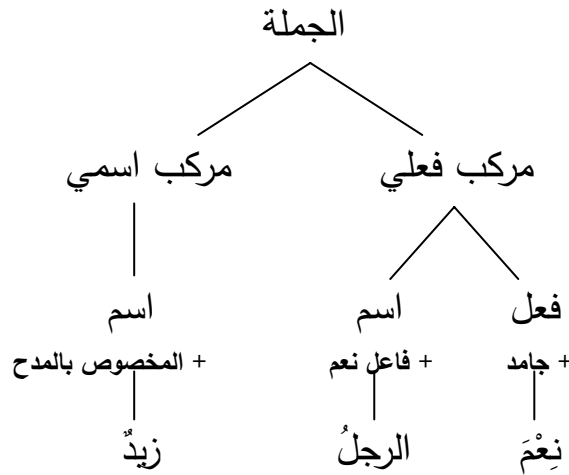 الجملة
مركب فعلي مركب اسمي
فعل اسم اسم
+ جامد + فاعل نعم + المخصوص بالمدح
نِعْمَ الرجلُ زيدٌ